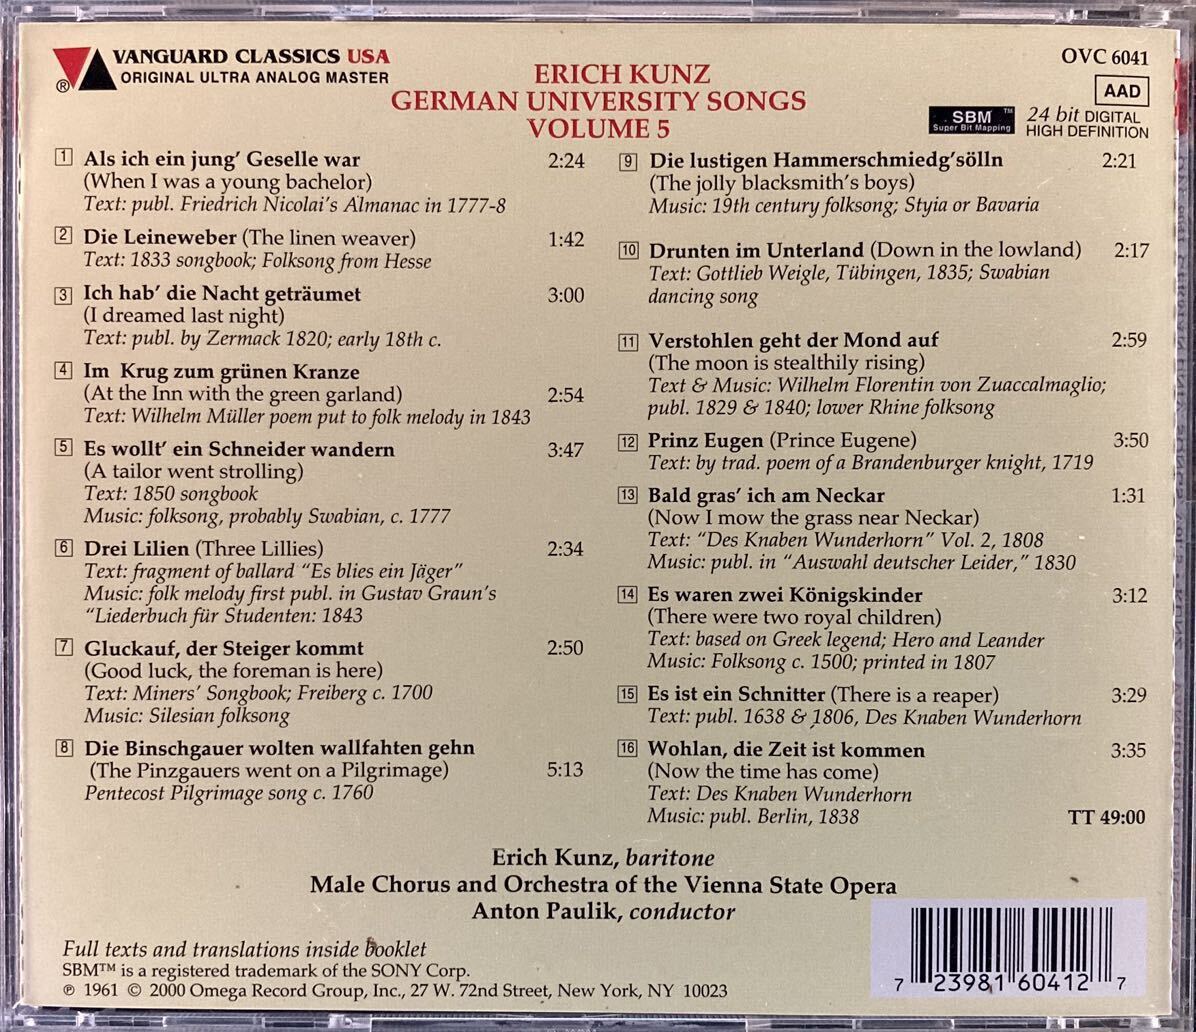 VANGUARD CLASSICS USA
ORIGINAL ULTRA ANALOG MASTER
®
ERICH KUNZ
GERMAN UNIVERSITY SONGS
VOLUME 5
OVC 6041
AAD
SBM™
Super Bit Mapping
24 bit DIGITAL
HIGH DEFINITION
1 Als ich ein jung’ Geselle war 2:24
(When I was a young bachelor)
Text: publ. Friedrich Nicolai's Almanac in 1777-8
2 Die Leineweber (The linen weaver) 1:42
Text: 1833 songbook; Folksong from Hesse
3 Ich hab’ die Nacht geträumet 3:00
(I dreamed last night)
Text: publ. by Zermack 1820; early 18th c.
4 Im Krug zum grünen Kranze
(At the Inn with the green garland) 2:54
Text: Wilhelm Müller poem put to folk melody in 1843
5 Es wollt’ ein Schneider wandern 3:47
(A tailor went strolling)
Text: 1850 songbook
Music: folksong, probably Swabian, c. 1777
6 Drei Lilien (Three Lillies) 2:34
Text: fragment of ballard “Es blies ein Jäger”
Music: folk melody first publ. in Gustav Graun's
“Liederbuch für Studenten: 1843
7 Gluckauf, der Steiger kommt 2:50
(Good luck, the foreman is here)
Text: Miners’ Songbook; Freiberg c. 1700
Music: Silesian folksong
8 Die Binschgauer wolten wallfahten gehn
(The Pinzgauers went on a Pilgrimage) 5:13
Pentecost Pilgrimage song c. 1760
9 Die lustigen Hammerschmiedg’sölln 2:21
(The jolly blacksmith's boys)
Music: 19th century folksong; Styia or Bavaria
10 Drunten im Unterland (Down in the lowland) 2:17
Text: Gottlieb Weigle, Tübingen, 1835; Swabian
dancing song
11 Verstohlen geht der Mond auf 2:59
(The moon is stealthily rising)
Text & Music: Wilhelm Florentin von Zuaccalmaglio;
publ. 1829 & 1840; lower Rhine folksong
12 Prinz Eugen (Prince Eugene) 3:50
Text: by trad. poem of a Brandenburger knight, 1719
13 Bald gras’ ich am Neckar 1:31
(Now I mow the grass near Neckar)
Text: “Des Knaben Wunderhorn” Vol. 2, 1808
Music: publ. in “Auswahl deutscher Leider,” 1830
14 Es waren zwei Königskinder 3:12
(There were two royal children)
Text: based on Greek legend; Hero and Leander
Music: Folksong c. 1500; printed in 1807
15 Es ist ein Schnitter (There is a reaper) 3:29
Text: publ. 1638 & 1806, Des Knaben Wunderhorn
16 Wohlan, die Zeit ist kommen 3:35
(Now the time has come)
Text: Des Knaben Wunderhorn
Music: publ. Berlin, 1838
TT 49:00
Erich Kunz, baritone
Male Chorus and Orchestra of the Vienna State Opera
Anton Paulik, conductor
Full texts and translations inside booklet
SBM™ is a registered trademark of the SONY Corp.
℗ 1961 © 2000 Omega Record Group, Inc., 27 W. 72nd Street, New York, NY 10023
7 23981 60412 7